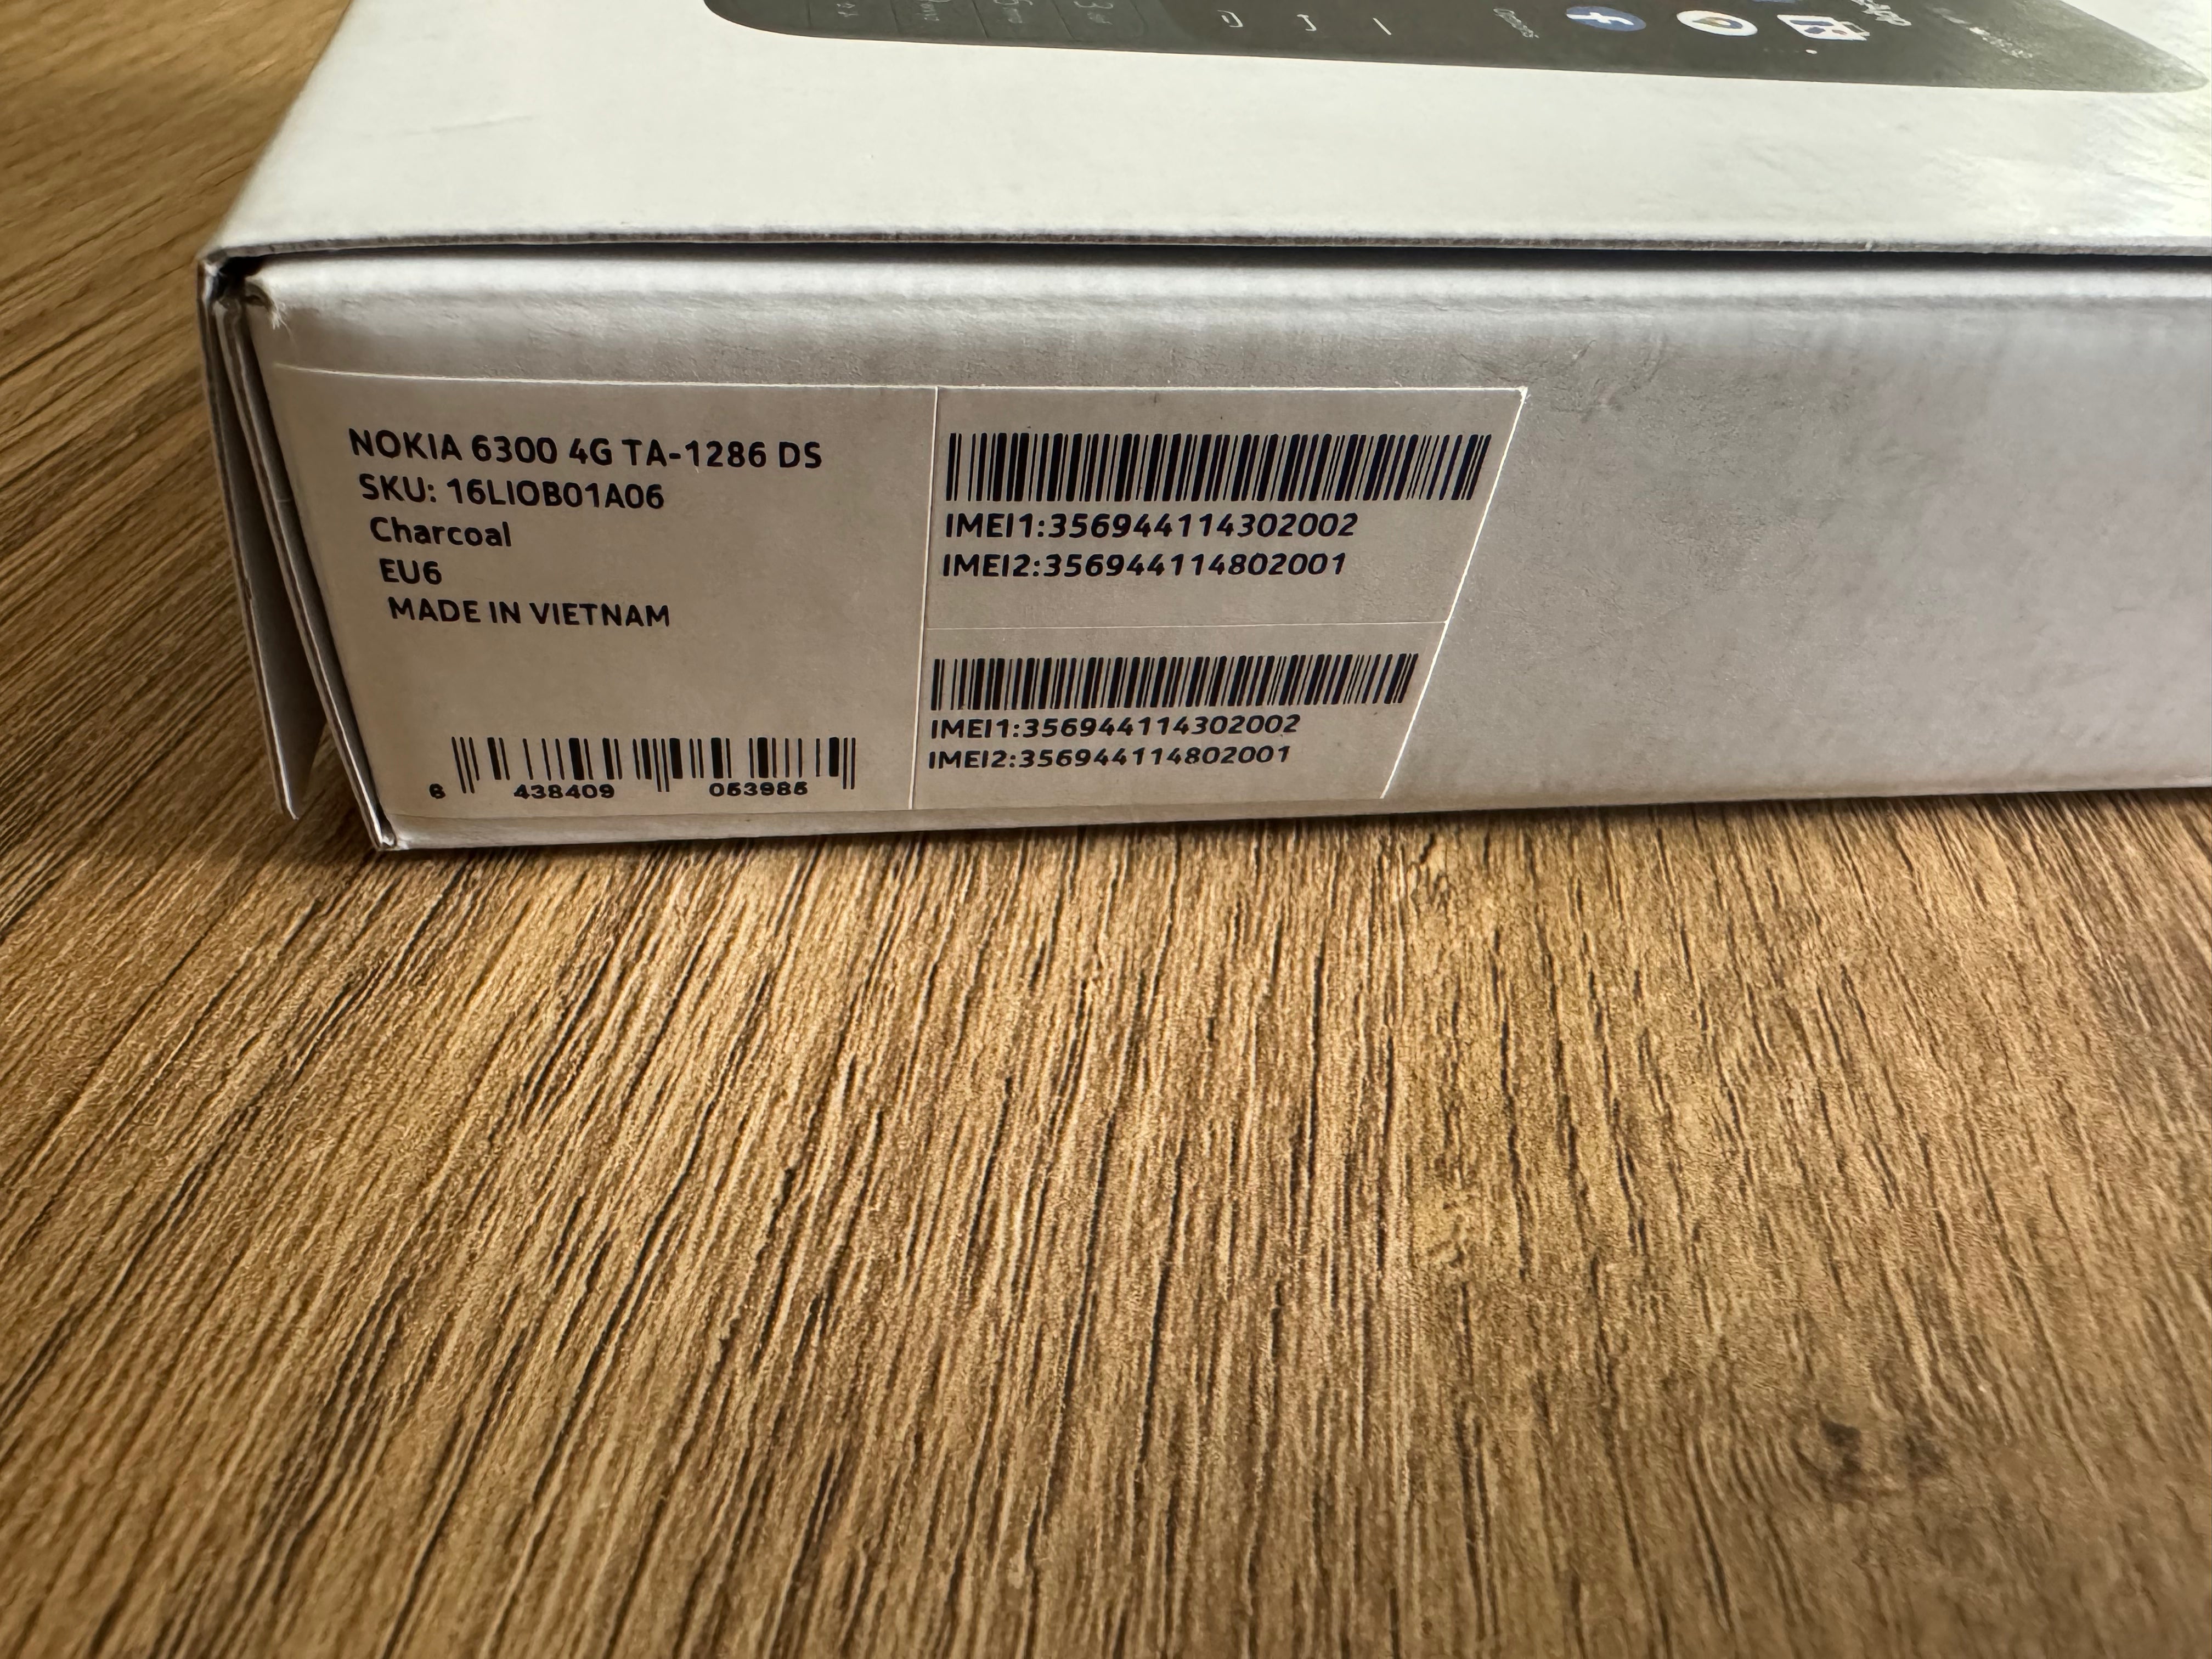 NOKIA 6300 4G TA-1286 DS
SKU: 16LIOB01A06
Charcoal
EU6
MADE IN VIETNAM
6 438409 053985
IMEI1:356944114302002
IMEI2:356944114802001
IMEI1:356944114302002
IMEI2:356944114802001